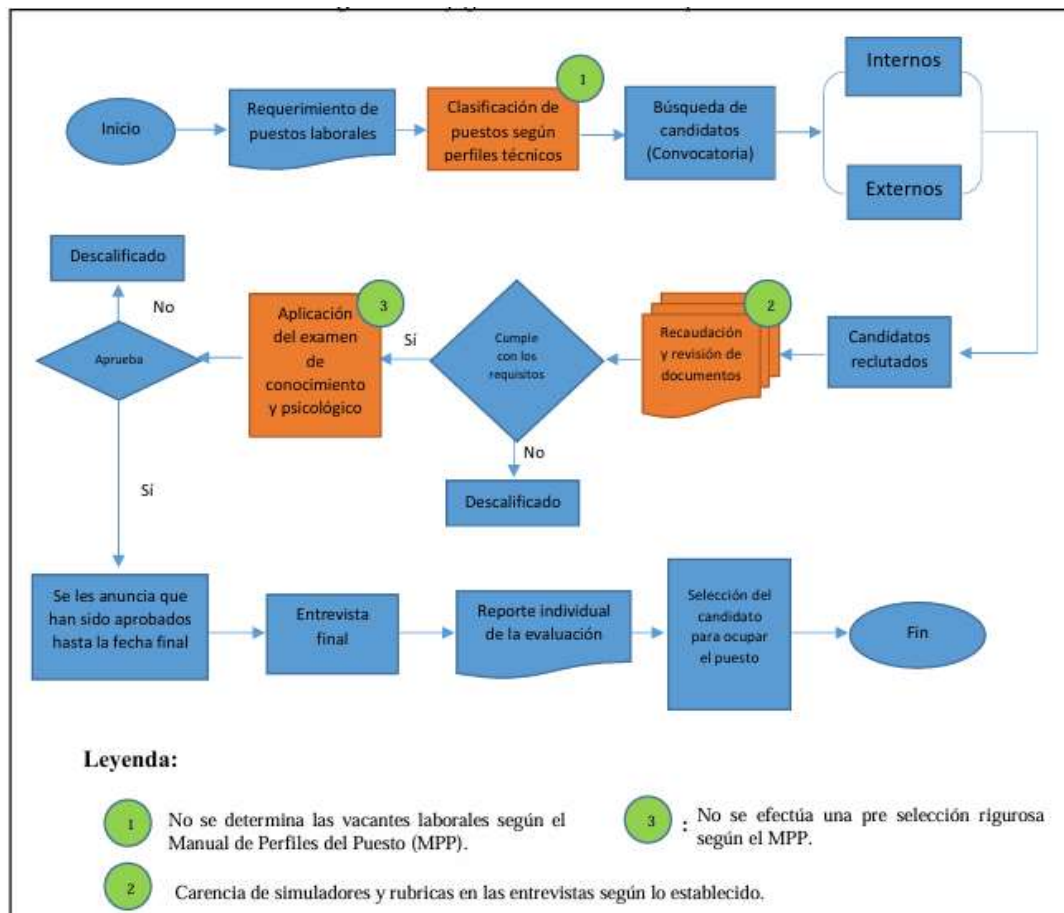 Inicio
Requerimiento de
puestos laborales
1
Clasificación de
puestos según
perfiles técnicos
Búsqueda de
candidatos
(Convocatoria)
Internos
Externos
Descalificado
No
Aprueba
3
Aplicación
del examen
de
conocimiento
y psicológico
Sí
Cumple
con los
requisitos
2
Recaudación
y revisión de
documentos
Candidatos
reclutados
No
Descalificado
Sí
Se les anuncia que
han sido aprobados
hasta la fecha final
Entrevista
final
Reporte individual
de la evaluación
Selección del
candidato
para ocupar
el puesto
Fin
Leyenda:
1
No se determina las vacantes laborales según el
Manual de Perfiles del Puesto (MPP).
3 : No se efectúa una pre selección rigurosa
según el MPP.
2
Carencia de simuladores y rubricas en las entrevistas según lo establecido.